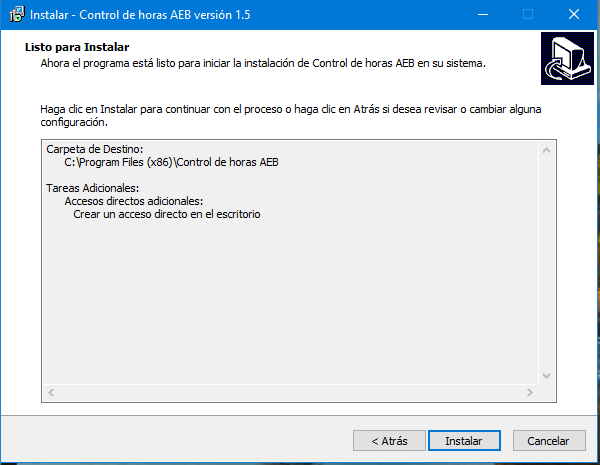 Instalar - Control de horas AEB versión 1.5
Listo para Instalar
Ahora el programa está listo para iniciar la instalación de Control de horas AEB en su sistema.
Haga clic en Instalar para continuar con el proceso o haga clic en Atrás si desea revisar o cambiar alguna
configuración.
Carpeta de Destino:
C:\Program Files (x86)\Control de horas AEB
Tareas Adicionales:
Accesos directos adicionales:
Crear un acceso directo en el escritorio
< Atrás
Instalar
Cancelar